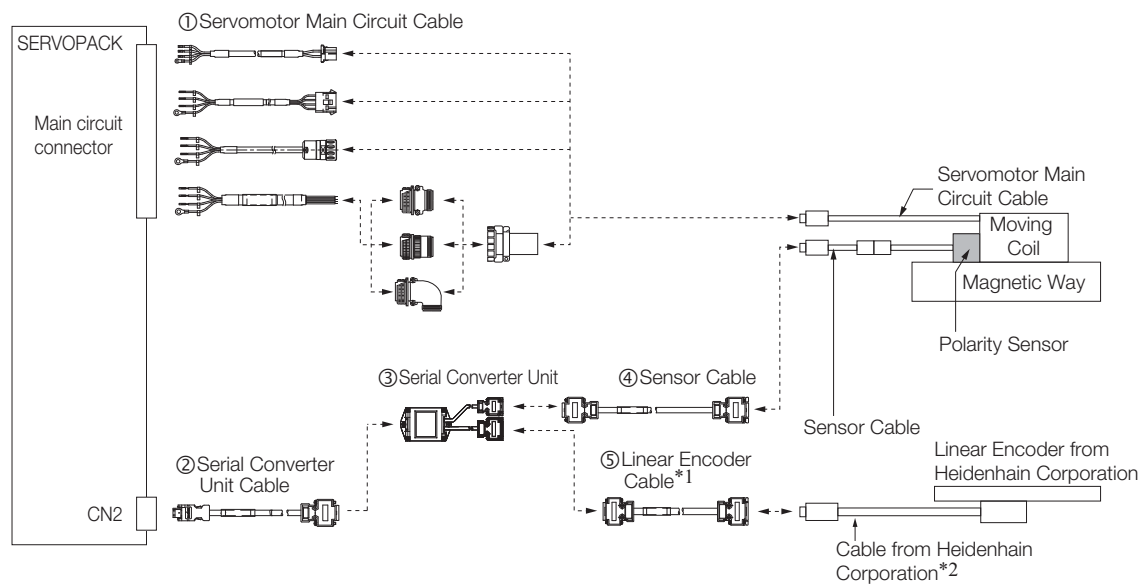 ①Servomotor Main Circuit Cable
SERVOPACK
Main circuit
connector
Servomotor Main
Circuit Cable
Moving
Coil
Magnetic Way
Polarity Sensor
Sensor Cable
③Serial Converter Unit
④Sensor Cable
②Serial Converter
Unit Cable
⑤Linear Encoder
Cable*1
Linear Encoder from
Heidenhain Corporation
CN2
Cable from Heidenhain
Corporation*2